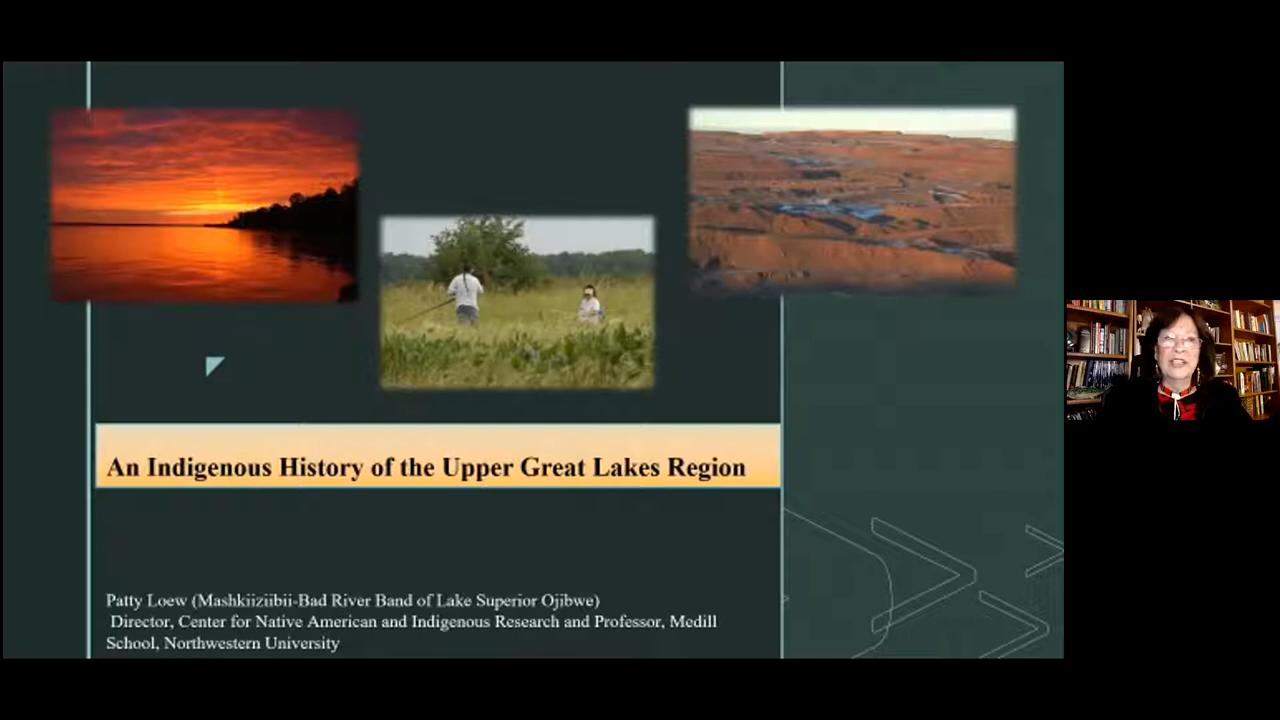 An Indigenous History of the Upper Great Lakes Region
Patty Loew (Mashkiiziibii-Bad River Band of Lake Superior Ojibwe)
Director, Center for Native American and Indigenous Research and Professor, Medill
School, Northwestern University